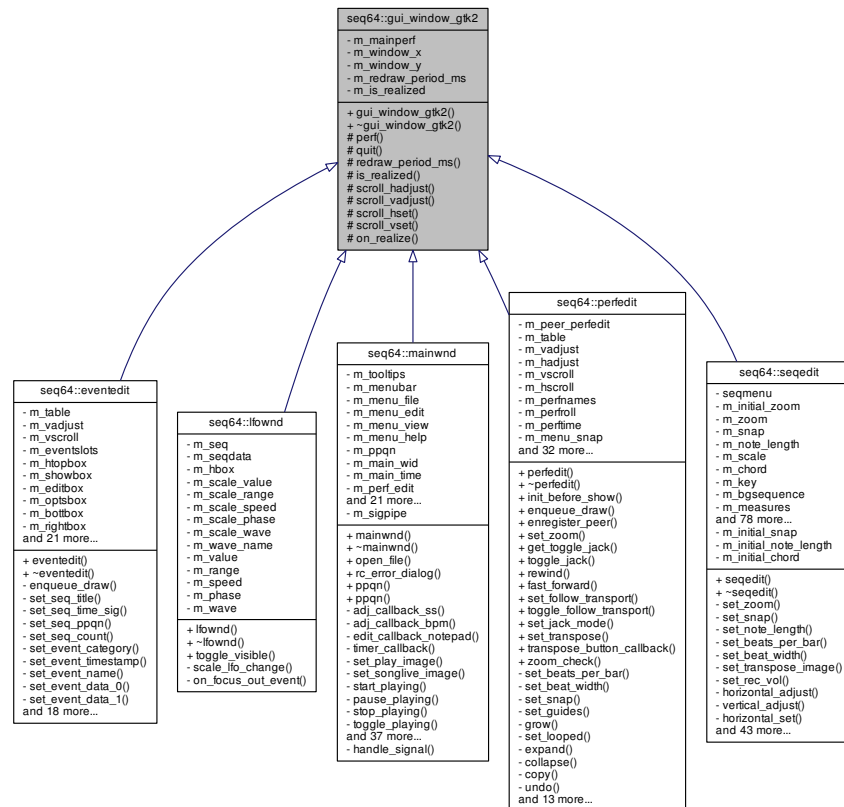 seq64::gui_window_gtk2
- m_mainperf
- m_window_x
- m_window_y
- m_redraw_period_ms
- m_is_realized
+ gui_window_gtk2()
+ ~gui_window_gtk2()
# perf()
# quit()
# redraw_period_ms()
# is_realized()
# scroll_hadjust()
# scroll_vadjust()
# scroll_hset()
# scroll_vset()
# on_realize()
seq64::eventedit
- m_table
- m_vadjust
- m_vscroll
- m_eventslots
- m_htopbox
- m_showbox
- m_editbox
- m_optsbox
- m_bottbox
- m_rightbox
and 21 more...
+ eventedit()
+ ~eventedit()
- enqueue_draw()
- set_seq_title()
- set_seq_time_sig()
- set_seq_ppqn()
- set_seq_count()
- set_event_category()
- set_event_timestamp()
- set_event_name()
- set_event_data_0()
- set_event_data_1()
and 18 more...
seq64::lfownd
- m_seq
- m_seqdata
- m_hbox
- m_scale_value
- m_scale_range
- m_scale_speed
- m_scale_phase
- m_scale_wave
- m_wave_name
- m_value
- m_range
- m_speed
- m_phase
- m_wave
+ lfownd()
+ ~lfownd()
+ toggle_visible()
- scale_lfo_change()
- on_focus_out_event()
seq64::mainwnd
- m_tooltips
- m_menubar
- m_menu_file
- m_menu_edit
- m_menu_view
- m_menu_help
- m_ppqn
- m_main_wid
- m_main_time
- m_perf_edit
and 21 more...
- m_sigpipe
+ mainwnd()
+ ~mainwnd()
+ open_file()
+ rc_error_dialog()
+ ppqn()
+ ppqn()
- adj_callback_ss()
- adj_callback_bpm()
- edit_callback_notepad()
- timer_callback()
- set_play_image()
- set_songlive_image()
- start_playing()
- pause_playing()
- stop_playing()
- toggle_playing()
and 37 more...
- handle_signal()
seq64::perfedit
- m_peer_perfedit
- m_table
- m_vadjust
- m_hadjust
- m_vscroll
- m_hscroll
- m_perfnames
- m_perfroll
- m_perftime
- m_menu_snap
and 32 more...
+ perfedit()
+ ~perfedit()
+ init_before_show()
+ enqueue_draw()
+ enregister_peer()
+ set_zoom()
+ get_toggle_jack()
+ toggle_jack()
+ rewind()
+ fast_forward()
+ set_follow_transport()
+ toggle_follow_transport()
+ set_jack_mode()
+ set_transpose()
+ transpose_button_callback()
+ zoom_check()
- set_beats_per_bar()
- set_beat_width()
- set_snap()
- set_guides()
- grow()
- set_looped()
- expand()
- collapse()
- copy()
- undo()
and 13 more...
seq64::seqedit
- seqmenu
- m_initial_zoom
- m_zoom
- m_snap
- m_note_length
- m_scale
- m_chord
- m_key
- m_bgsequence
- m_measures
and 78 more...
- m_initial_snap
- m_initial_note_length
- m_initial_chord
+ seqedit()
+ ~seqedit()
- set_zoom()
- set_snap()
- set_note_length()
- set_beats_per_bar()
- set_beat_width()
- set_transpose_image()
- set_rec_vol()
- horizontal_adjust()
- vertical_adjust()
- horizontal_set()
and 43 more...